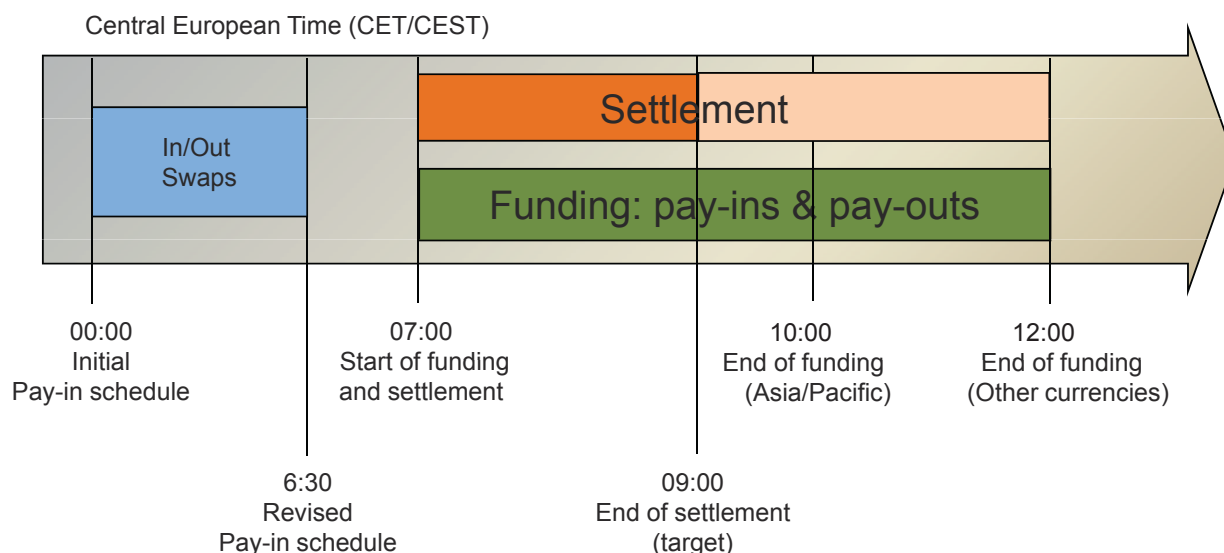 Central European Time (CET/CEST)
In/Out
Swaps
Settlement
Funding: pay-ins & pay-outs
00:00
Initial
Pay-in schedule
07:00
Start of funding
and settlement
10:00
End of funding
(Asia/Pacific)
12:00
End of funding
(Other currencies)
6:30
Revised
Pay-in schedule
09:00
End of settlement
(target)